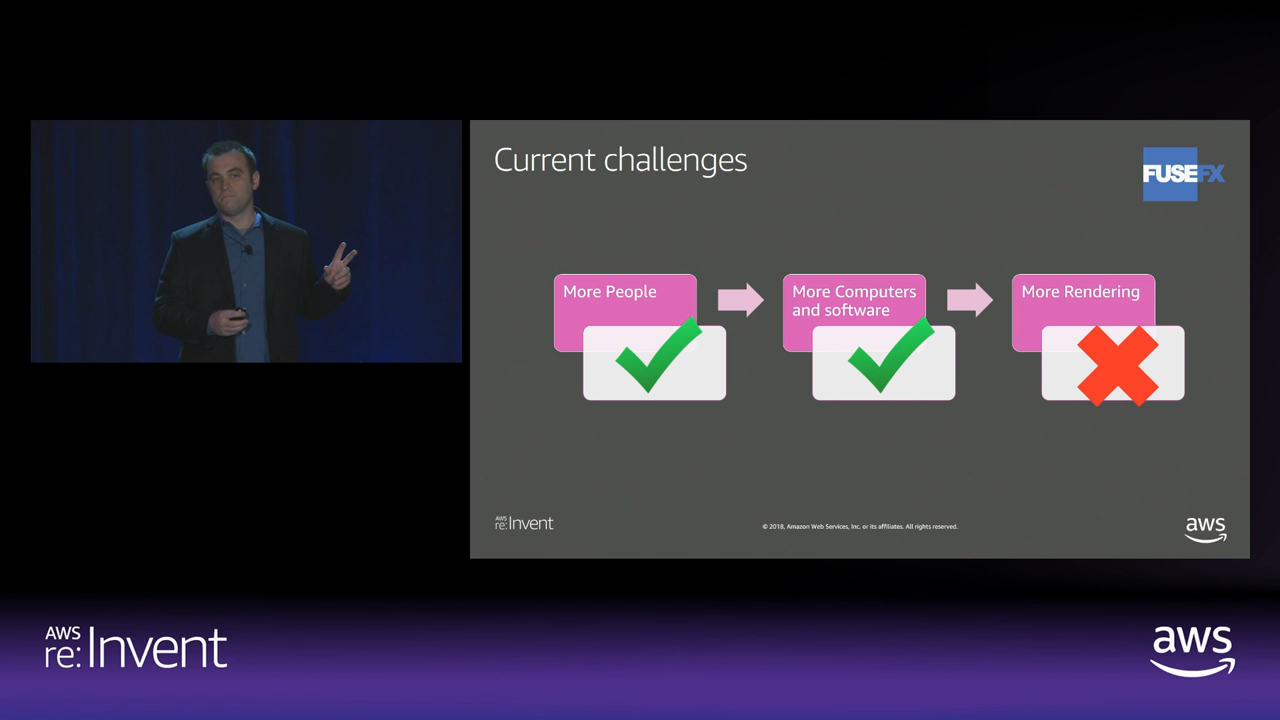 Current challenges
FUSEFX
More People
More Computers
and software
More Rendering
AWS
re:Invent
© 2018, Amazon Web Services, Inc. or its affiliates. All rights reserved.
aws
AWS
re:Invent
aws